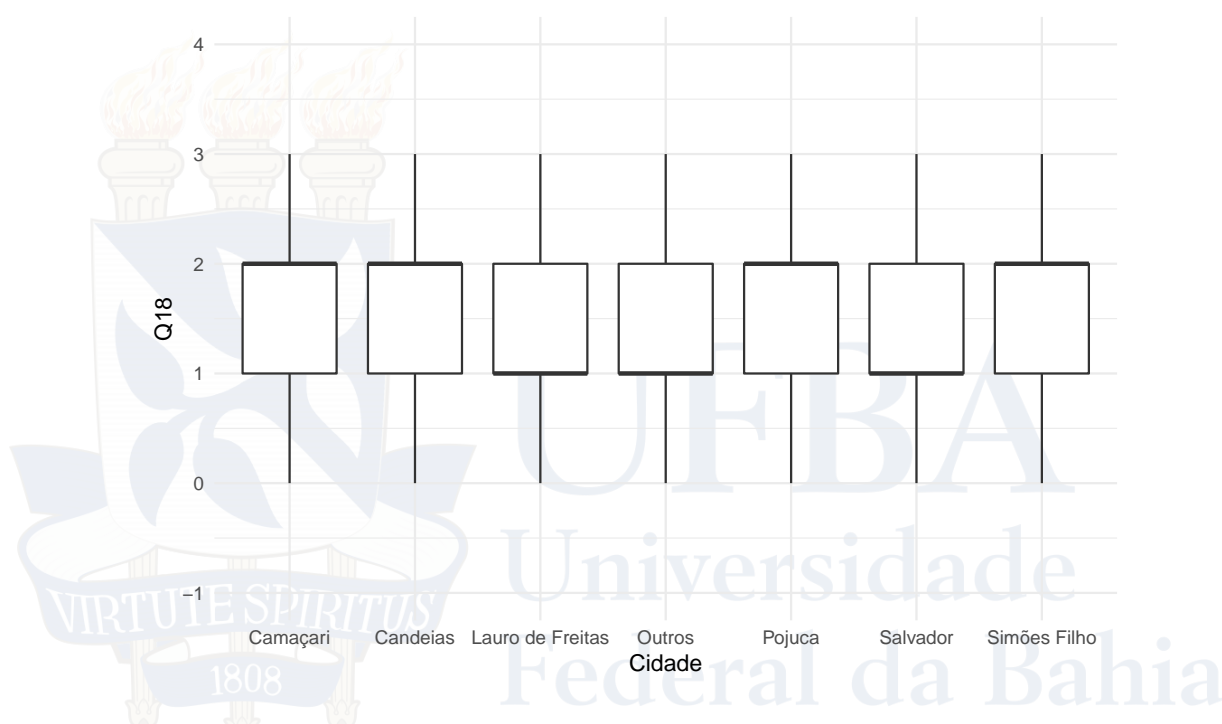 4
3
2
1
0
−1
Q18
Camaçari Candeias Lauro de Freitas Outros Pojuca Salvador Simões Filho
Cidade
UFBA
Universidade
Federal da Bahia
VIRTUTE SPIRITUS
1808